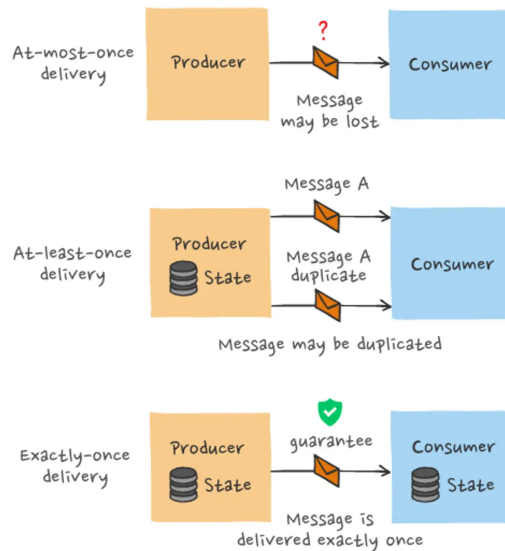 At-most-once
delivery
Producer
?
Message
may be lost
Consumer
At-least-once
delivery
Producer
State
Message A
Message A
duplicate
Consumer
Message may be duplicated
Exactly-once
delivery
Producer
State
guarantee
Message is
delivered exactly once
Consumer
State